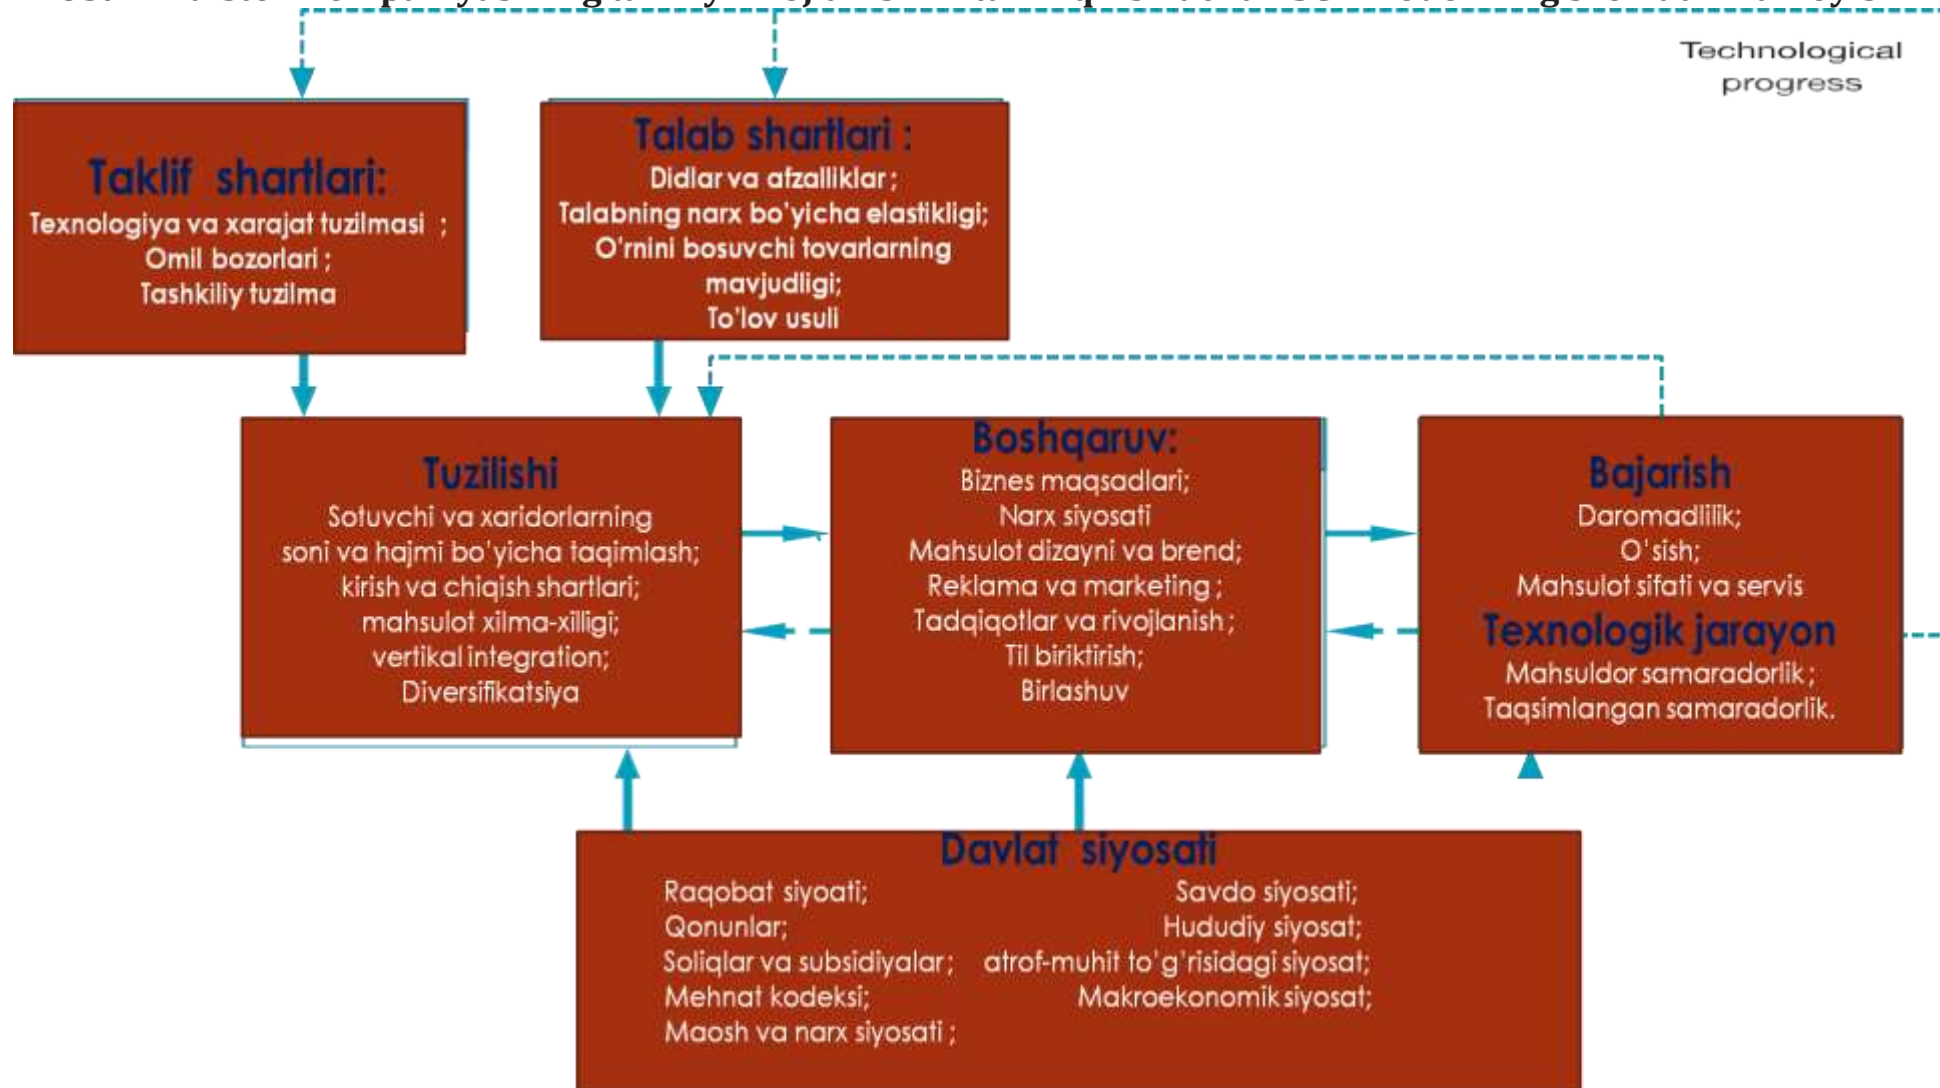 Technological
progress
Taklif shartlari:
Texnologiya va xarajat tuzilmasi ;
Omil bozorlari ;
Tashkiliy tuzilma
Talab shartlari :
Didlar va afzalliklar ;
Talabning narx bo'yicha elastikligi;
O'rnini bosuvchi tovarlarning
mavjudligi;
To'lov usuli
Tuzilishi
Sotuvchi va xaridorlarning
soni va hajmi bo'yicha taqimlash;
kirish va chiqish shartlari;
mahsulot xilma-xilligi;
vertikal integration;
Diversifikatsiya
Boshqaruv:
Biznes maqsadlari;
Narx siyosati
Mahsulot dizayni va brend;
Reklama va marketing ;
Tadqiqotlar va rivojlanish ;
Til biriktirish;
Birlashuv
Bajarish
Daromadlilik;
O'sish;
Mahsulot sifati va servis
Texnologik jarayon
Mahsuldor samaradorlik ;
Taqsimlangan samaradorlik.
Davlat siyosati
Raqobat siyoati;
Qonunlar;
Soliqlar va subsidiyalar ;
Mehnat kodeksi;
Maosh va narx siyosati ;
Savdo siyosati;
Hududiy siyosat;
atrof-muhit to'g'risidagi siyosat;
Makroekonomik siyosat;